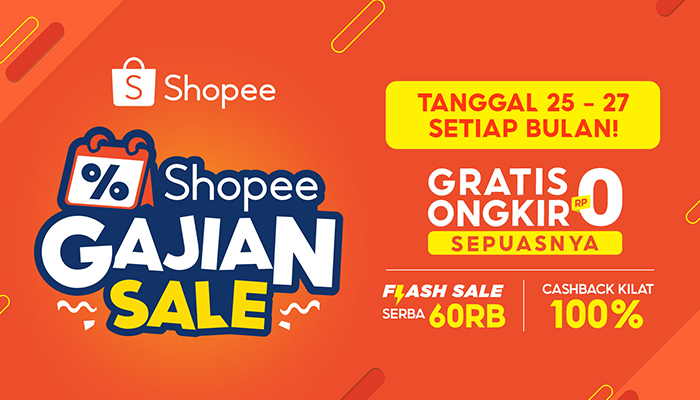 Shopee
Shopee
GAJIAN
SALE
TANGGAL 25 - 27
SETIAP BULAN!
GRATIS
ONGKIR RP 0
SEPUASNYA
FLASH SALE
SERBA 60RB
CASHBACK KILAT
100%